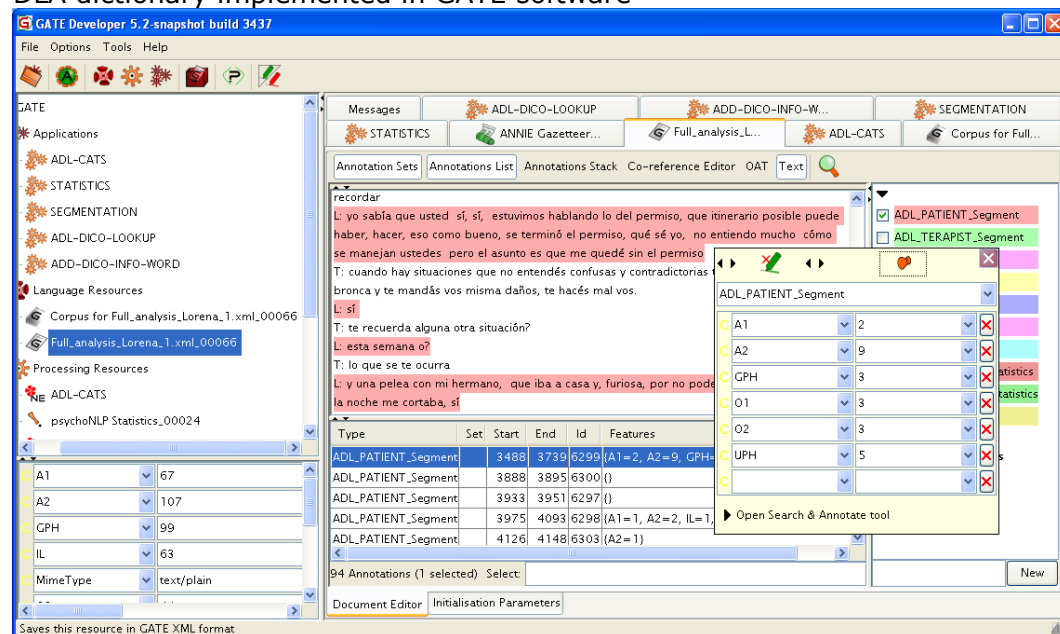 DLA dictionary implemented in GATE software
GATE Developer 5.2-snapshot build 3437
File Options Tools Help
GATE
Applications
ADL-CATS
STATISTICS
SEGMENTATION
ADL-DICO-LOOKUP
ADD-DICO-INFO-WORD
Language Resources
Corpus for Full_analysis_Lorena_1.xml_00066
Full_analysis_Lorena_1.xml_00066
Processing Resources
ADL-CATS
psychoNLP Statistics_00024
C A1 67
C A2 107
C GPH 99
C IL 63
C MimeType text/plain
Messages ADL-DICO-LOOKUP ADD-DICO-INFO-W... SEGMENTATION
STATISTICS ANNIE Gazetteer... Full_analysis_L... ADL-CATS Corpus for Full...
Annotation Sets Annotations List Annotations Stack Co-reference Editor OAT Text
recordar
L: yo sabía que usted sí, sí, estuvimos hablando lo del permiso, que itinerario posible puede
haber, hacer, eso como bueno, se terminó el permiso, qué sé yo, no entiendo mucho cómo
se manejan ustedes pero el asunto es que me quedé sin el permiso
T: cuando hay situaciones que no entendés confusas y contradictorias
bronca y te mandás vos misma daños, te hacés mal vos.
L: sí
T: te recuerda alguna otra situación?
L: esta semana o?
T: lo que se te ocurra
L: y una pelea con mi hermano, que iba a casa y, furiosa, por no pode
la noche me cortaba, sí
ADL_PATIENT_Segment
ADL_TERAPIST_Segment
atistics
tatistics
s
ADL_PATIENT_Segment
C A1 2
C A2 9
C GPH 3
C O1 3
C O2 3
C UPH 5
C
Open Search & Annotate tool
Type Set Start End Id Features
ADL_PATIENT_Segment 3488 3739 6299 {A1=2, A2=9, GPH=
ADL_PATIENT_Segment 3888 3895 6300 {}
ADL_PATIENT_Segment 3933 3951 6297 {}
ADL_PATIENT_Segment 3975 4093 6298 {A1=1, A2=2, IL=1,
ADL_PATIENT_Segment 4126 4148 6303 {A2=1}
94 Annotations (1 selected) Select:
New
Document Editor Initialisation Parameters
Saves this resource in GATE XML format